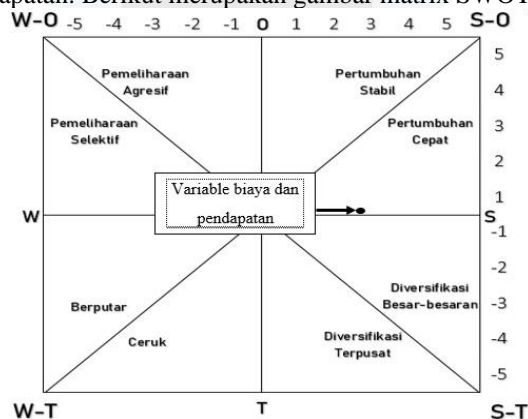 apatan. Berikut merupakan gambar matrix SWOT
W-O -5 -4 -3 -2 -1 O 1 2 3 4 5 S-O
5
Pemeliharaan Agresif
Pertumbuhan Stabil
4
Pemeliharaan Selektif
Pertumbuhan Cepat
3
2
Variable biaya dan
pendapatan
1
W
S
-1
-2
Diversifikasi
Besar-besaran
-3
Berputar
Diversifikasi
Terpusat
-4
Ceruk
-5
W-T
T
S-T